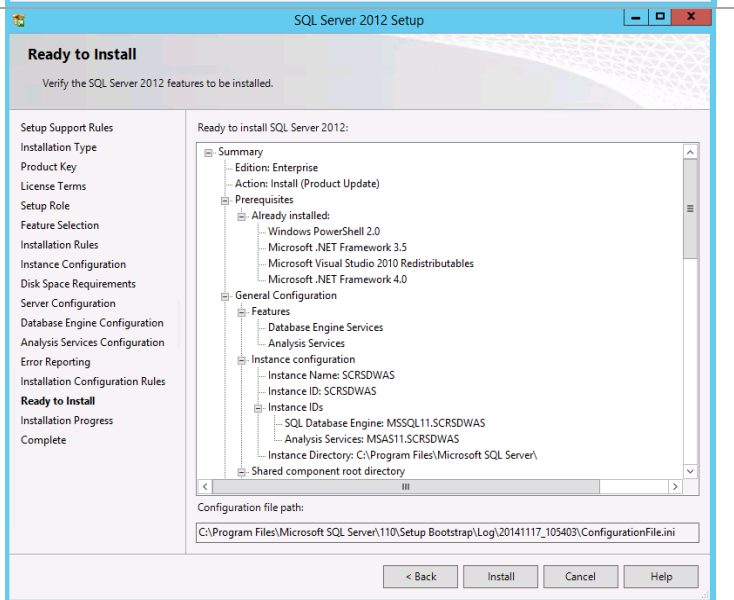 SQL Server 2012 Setup
Ready to Install
Verify the SQL Server 2012 features to be installed.
Setup Support Rules
Installation Type
Product Key
License Terms
Setup Role
Feature Selection
Installation Rules
Instance Configuration
Disk Space Requirements
Server Configuration
Database Engine Configuration
Analysis Services Configuration
Error Reporting
Installation Configuration Rules
Ready to Install
Installation Progress
Complete
Ready to install SQL Server 2012:
Summary
Edition: Enterprise
Action: Install (Product Update)
Prerequisites
Already installed:
Windows PowerShell 2.0
Microsoft .NET Framework 3.5
Microsoft Visual Studio 2010 Redistributables
Microsoft .NET Framework 4.0
General Configuration
Features
Database Engine Services
Analysis Services
Instance configuration
Instance Name: SCRSDWAS
Instance ID: SCRSDWAS
Instance IDs
SQL Database Engine: MSSQL11.SCRSDWAS
Analysis Services: MSAS11.SCRSDWAS
Instance Directory: C:\Program Files\Microsoft SQL Server\
Shared component root directory
Configuration file path:
C:\Program Files\Microsoft SQL Server\110\Setup Bootstrap\Log\20141117_105403\ConfigurationFile.ini
< Back
Install
Cancel
Help